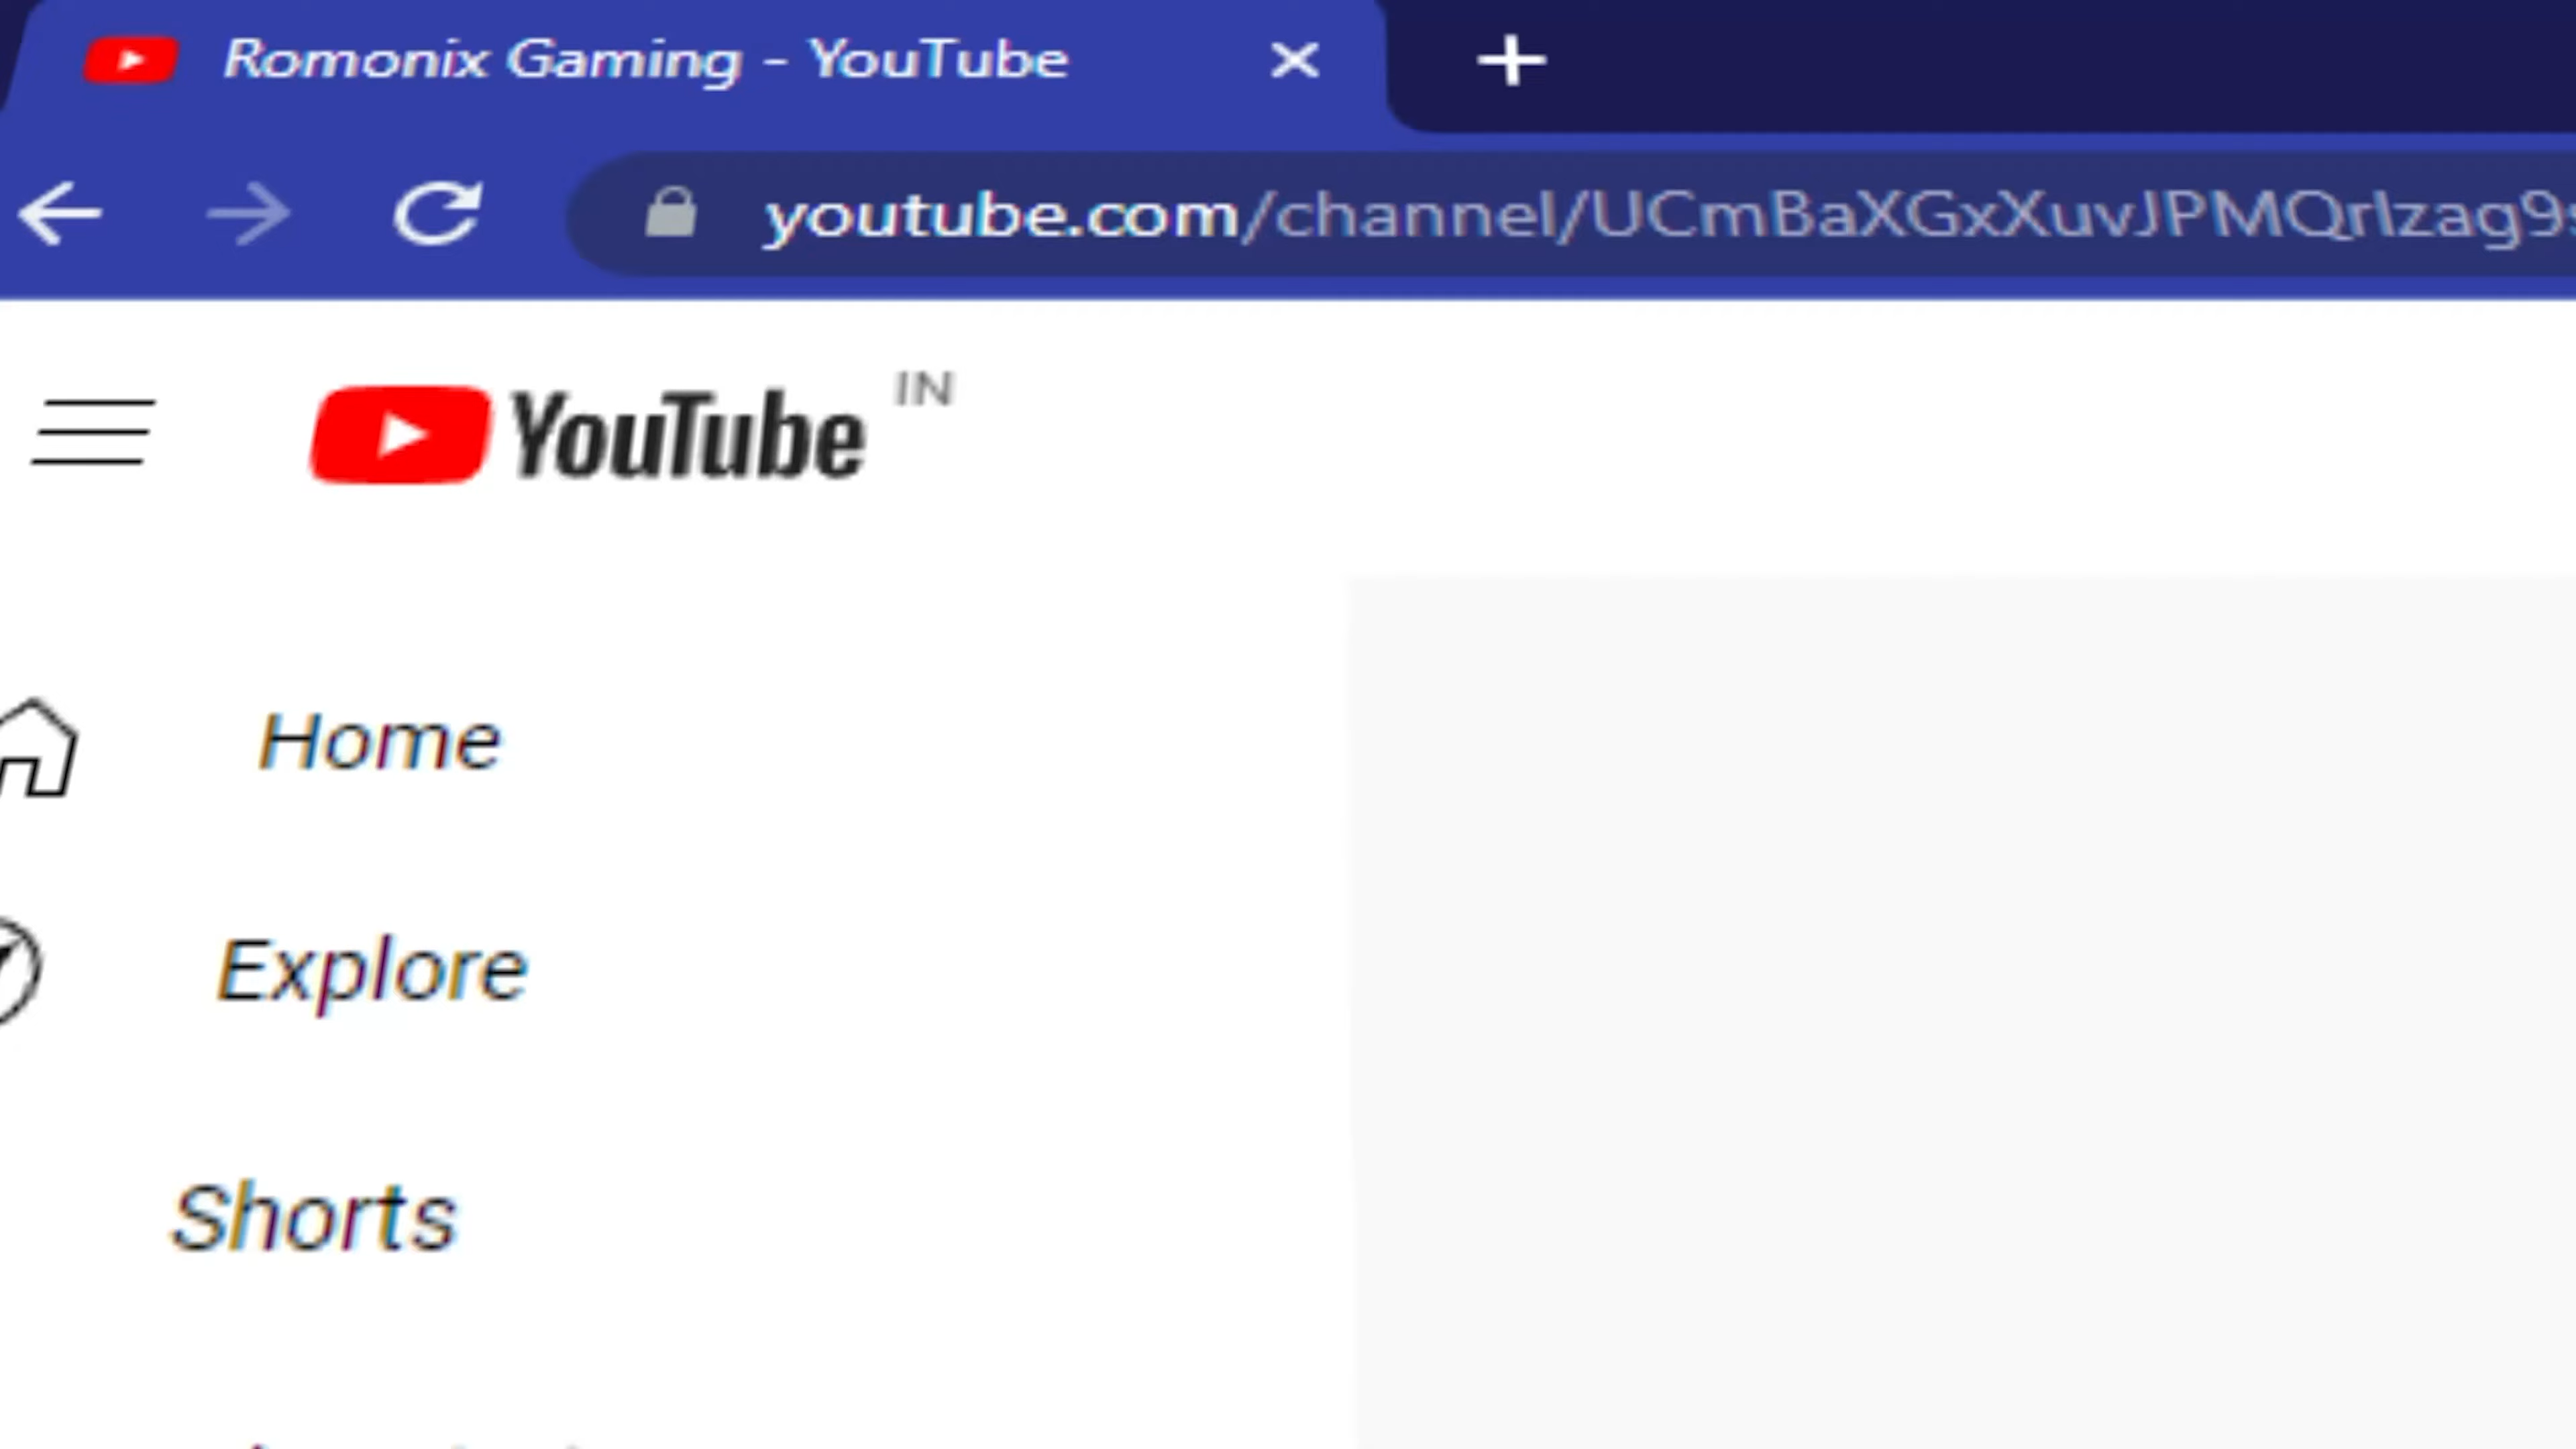 Romonix Gaming - YouTube
youtube.com/channel/UCmBaXGxXuvJPMQrlzag9
YouTube IN
Home
Explore
Shorts